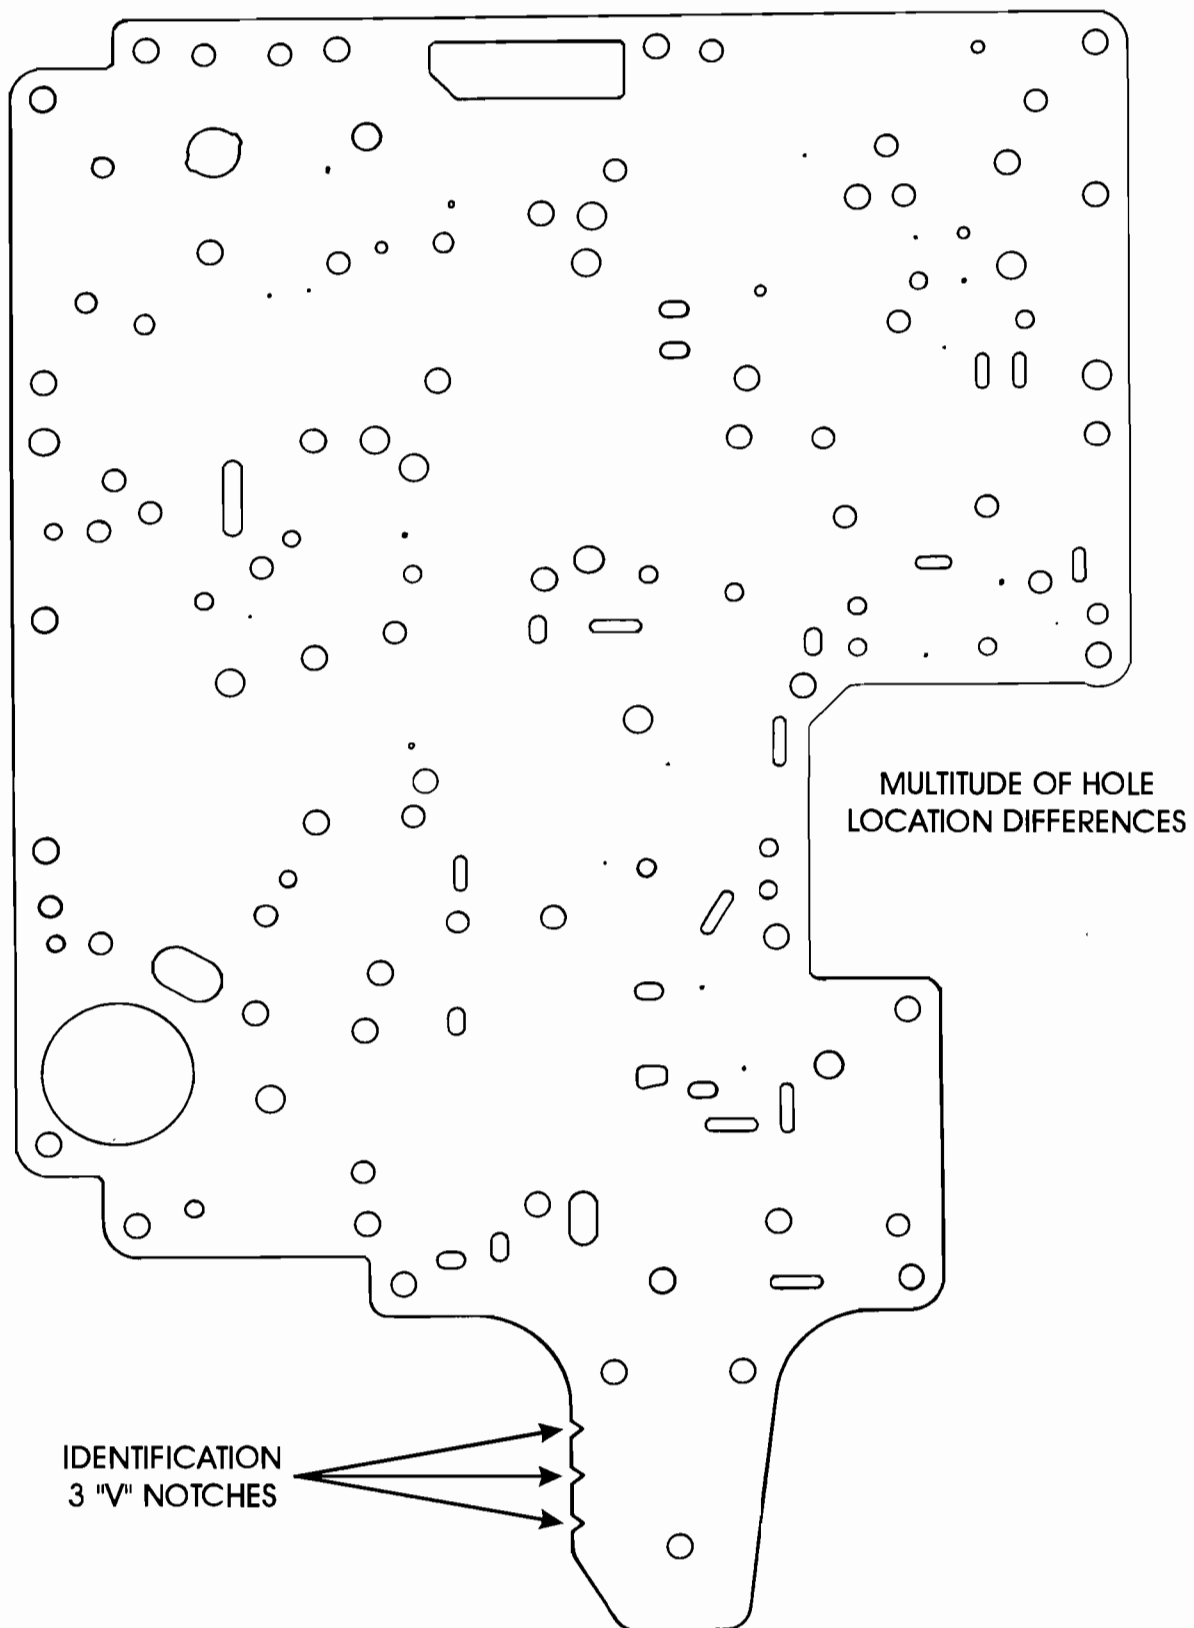 MULTITUDE OF HOLE
LOCATION DIFFERENCES
IDENTIFICATION
3 "V" NOTCHES